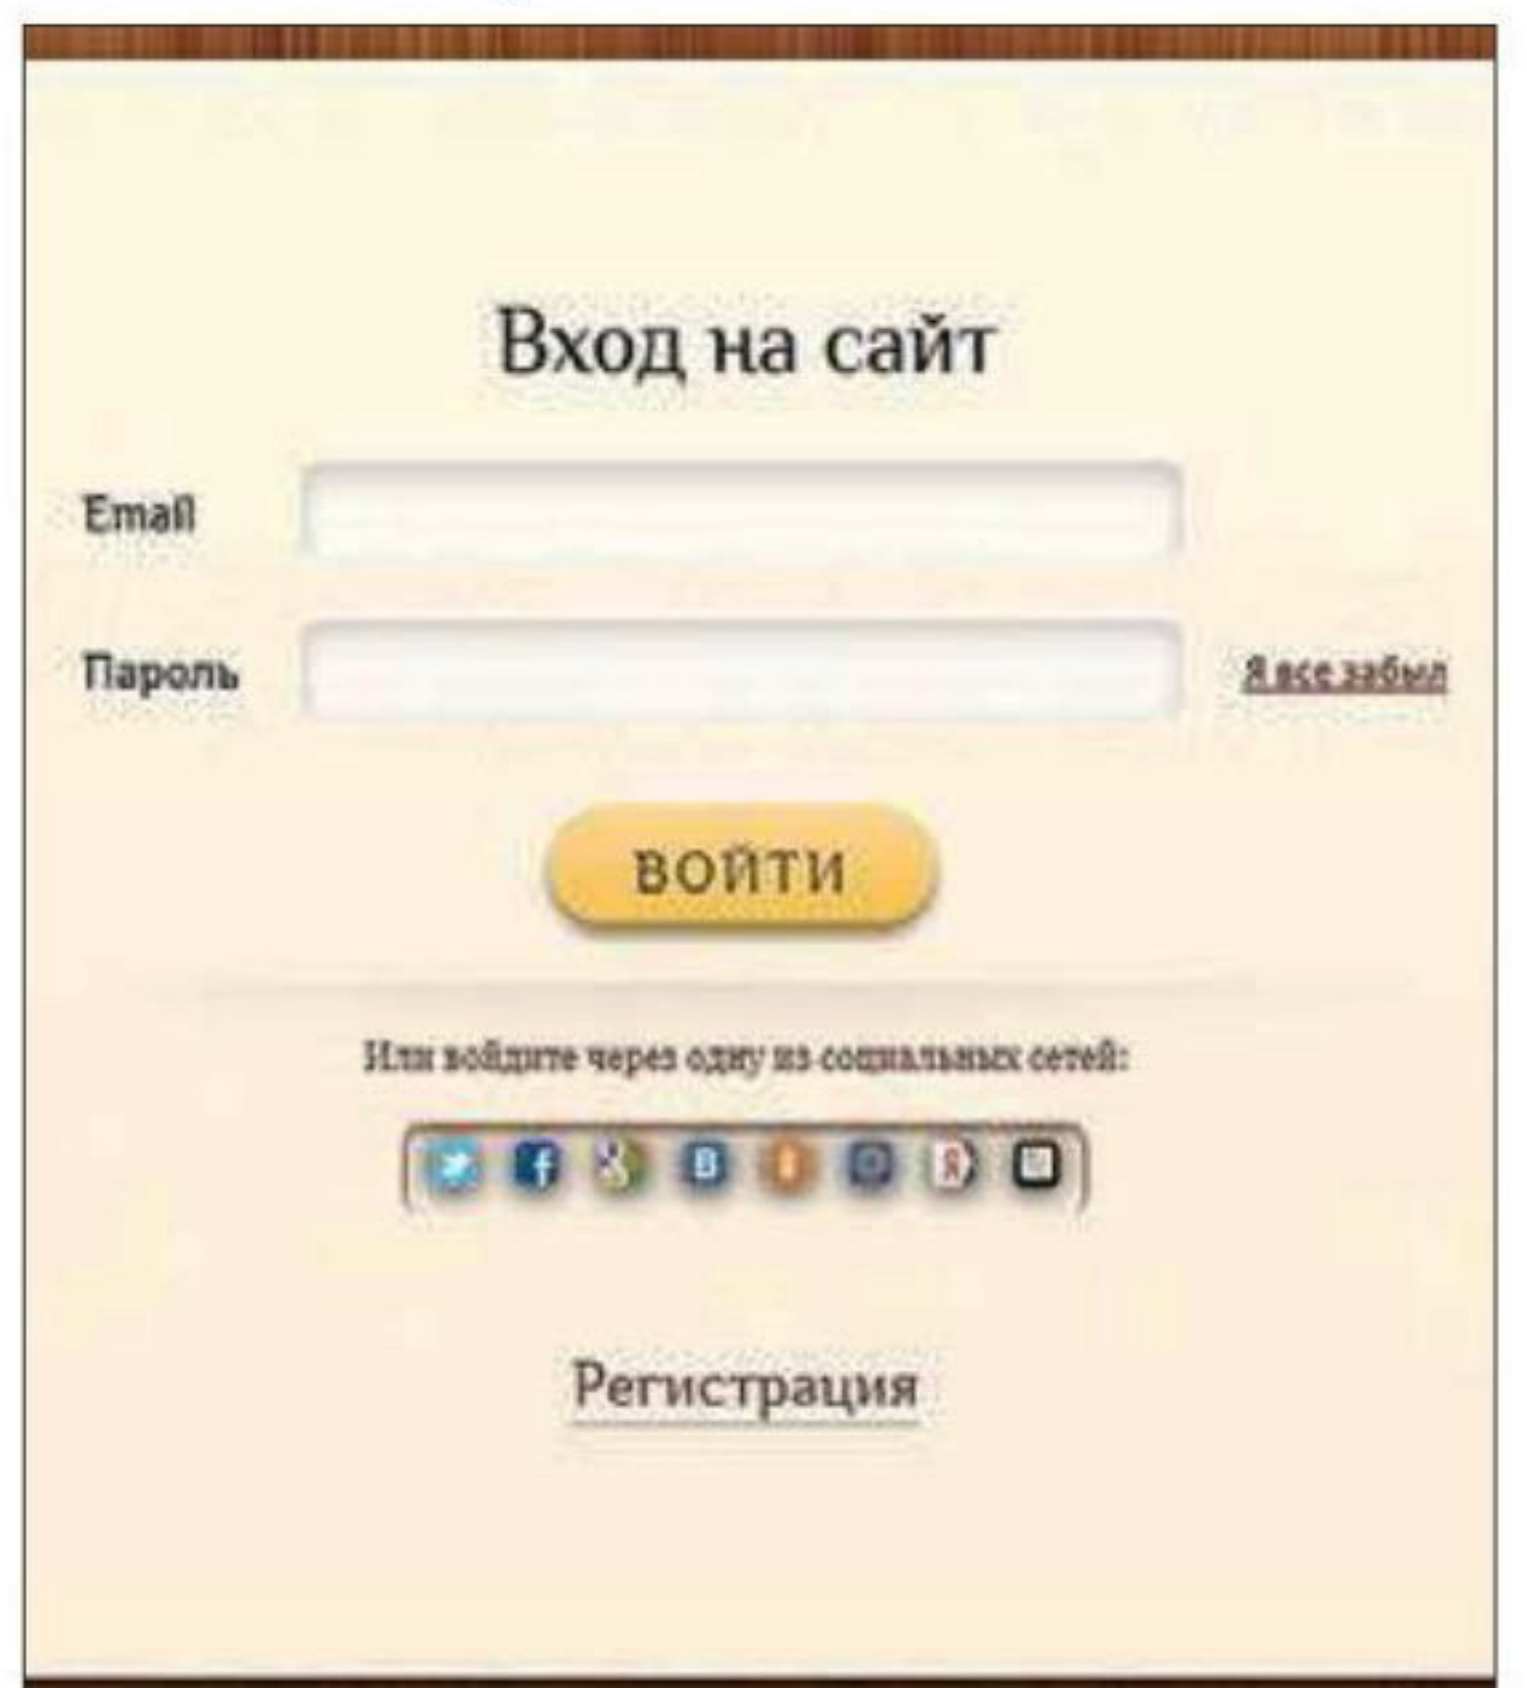 Вход на сайт
Email
Пароль
Я все забыл
ВОЙТИ
Или войдите через одну из социальных сетей:
Регистрация